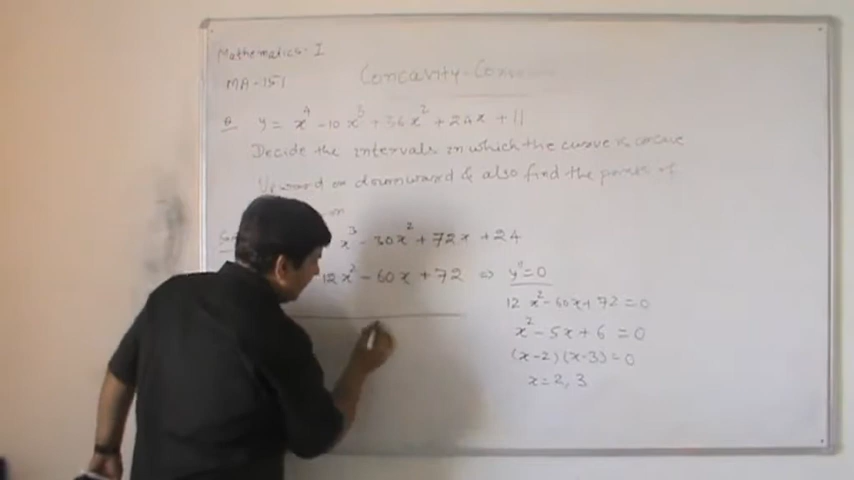 Mathematics-I
MA-151
Concavity-Con
Q y = x⁴ -10x³ +36x² +24x +11
Decide the intervals in which the curve is concave
Upward or downward & also find the points of
x³ - 30x² + 72x + 24
12x² - 60x + 72 ⇒ y''=0
12x² - 60x + 72 = 0
x² - 5x + 6 = 0
(x-2)(x-3) = 0
x = 2, 3